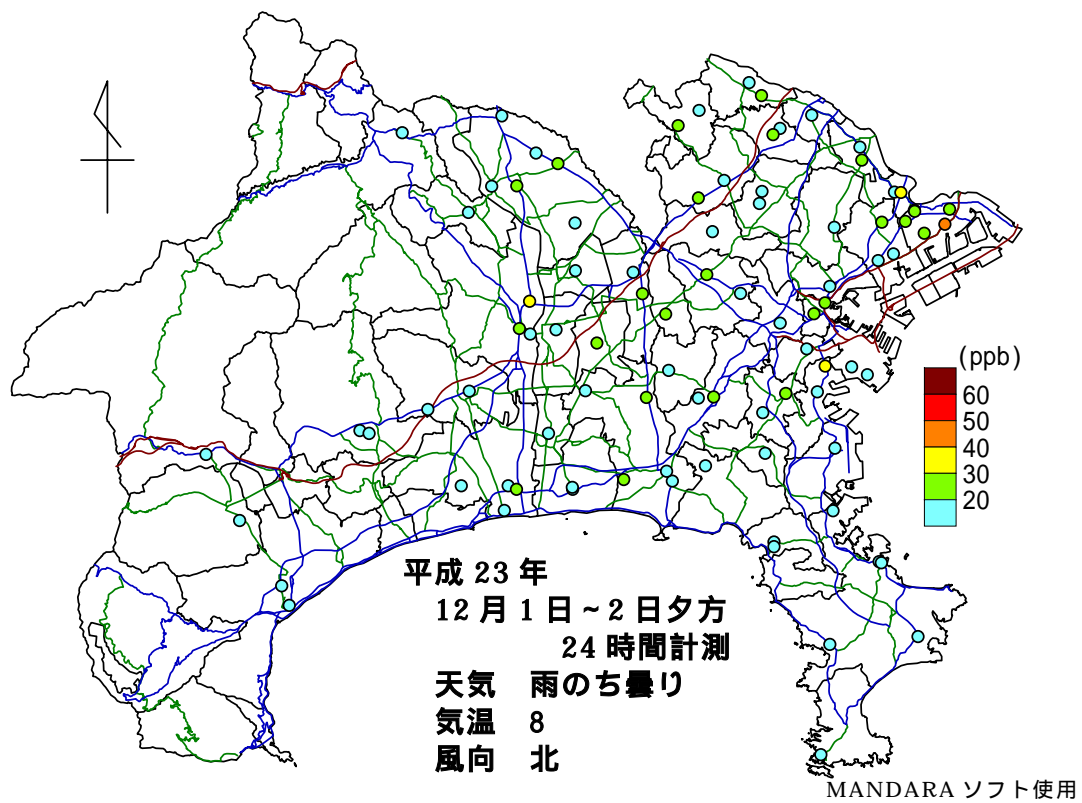 (ppb)
60
50
40
30
20
平成 23 年
12 月 1 日 ~ 2 日夕方
24 時間計測
天気 雨のち曇り
気温 8
風向 北
MANDARA ソフト使用